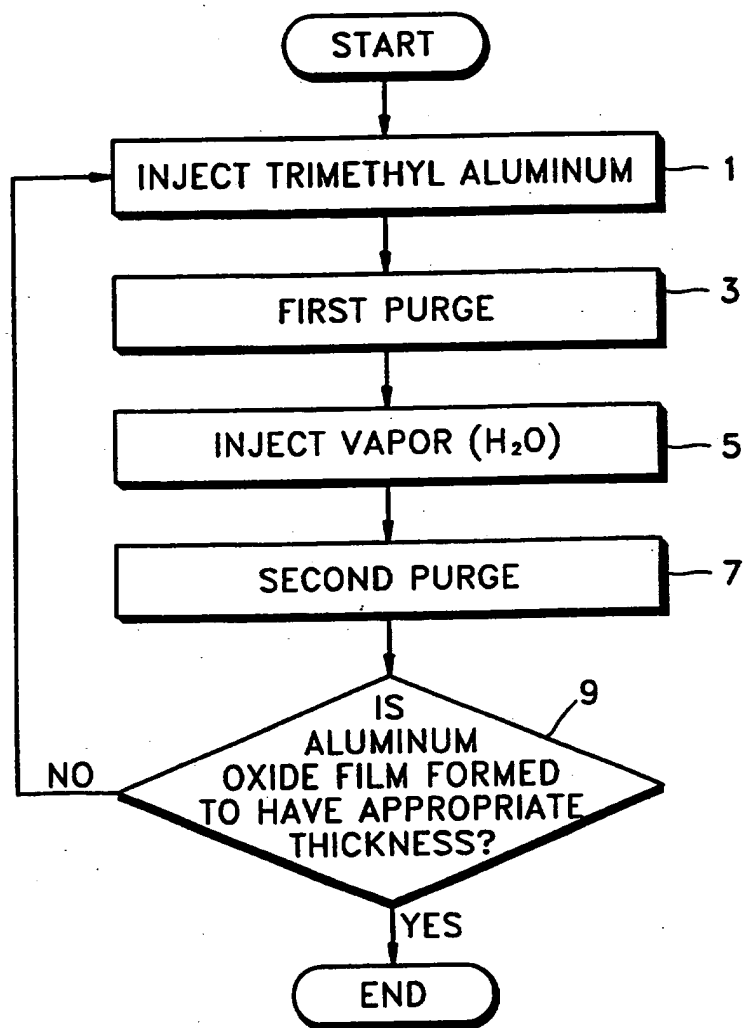 START
INJECT TRIMETHYL ALUMINUM
1
FIRST PURGE
3
INJECT VAPOR (H₂O)
5
SECOND PURGE
7
9
IS
ALUMINUM
OXIDE FILM FORMED
TO HAVE APPROPRIATE
THICKNESS?
NO
YES
END